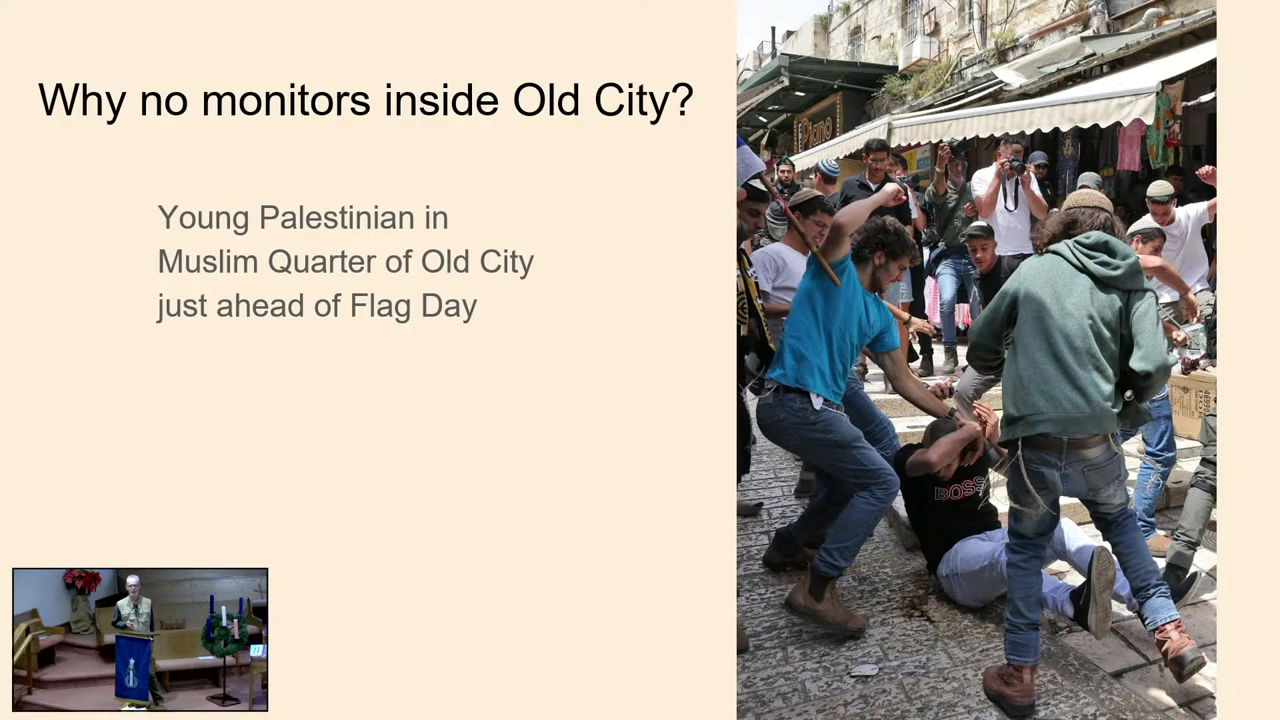 Why no monitors inside Old City?
Young Palestinian in
Muslim Quarter of Old City
just ahead of Flag Day
Piano
BOSS